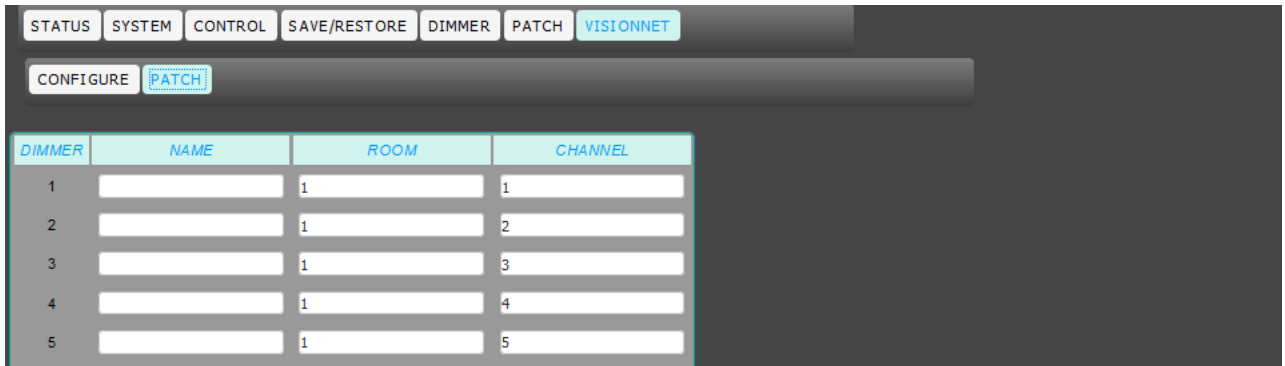 STATUS SYSTEM CONTROL SAVE/RESTORE DIMMER PATCH VISIONNET
CONFIGURE PATCH
DIMMER NAME ROOM CHANNEL
1 1 1
2 1 2
3 1 3
4 1 4
5 1 5